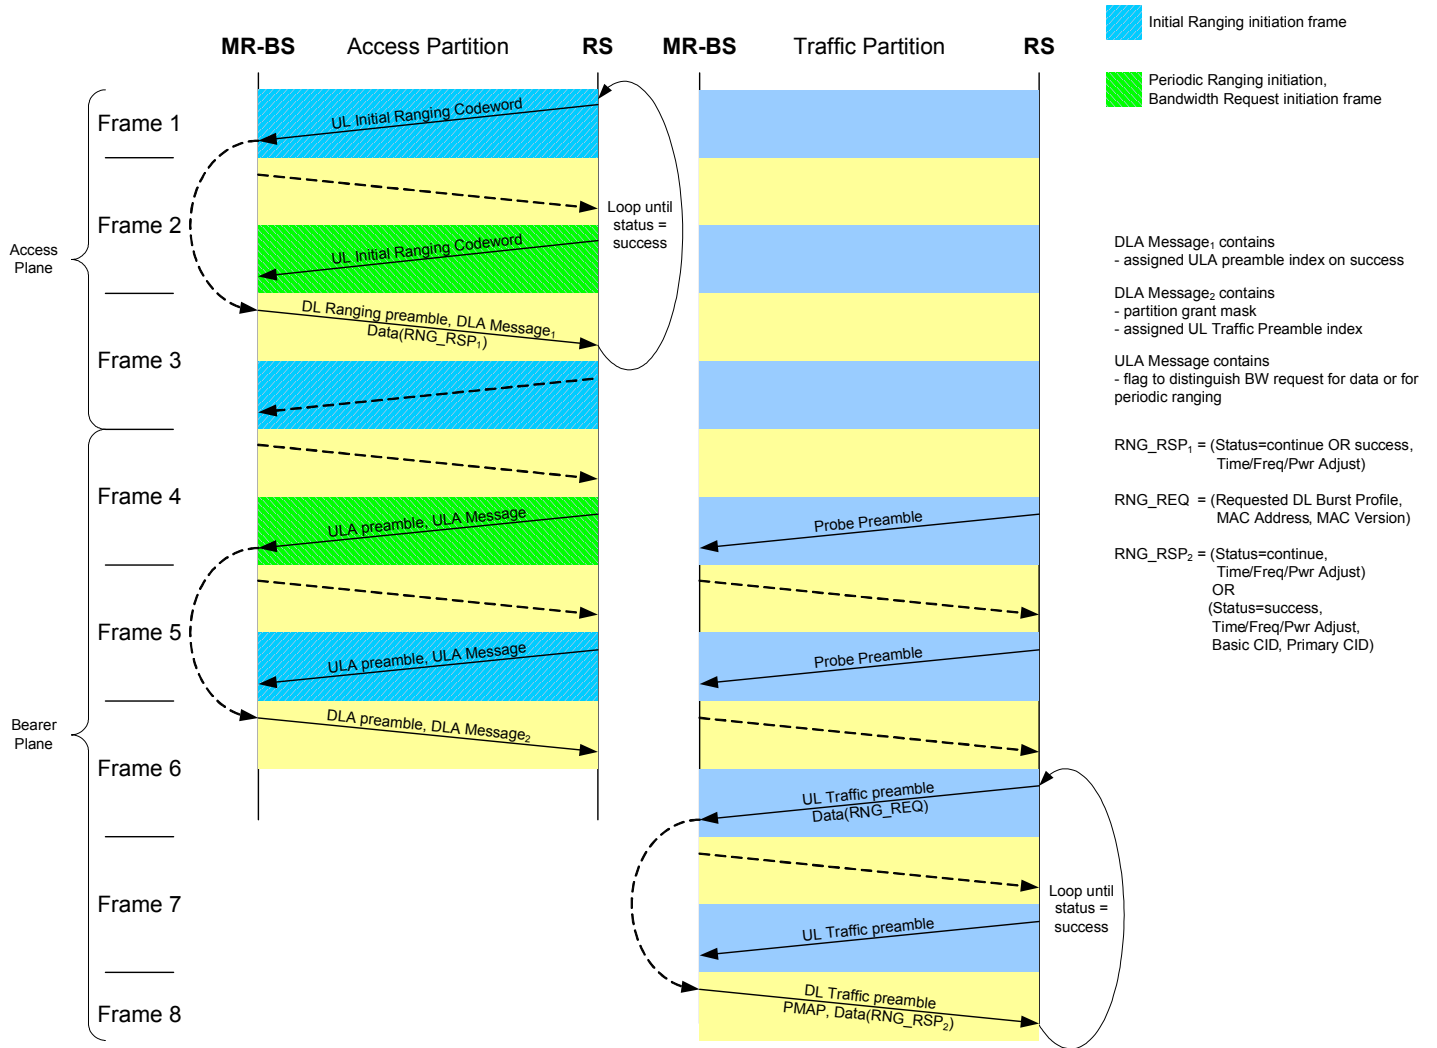 MR-BS Access Partition RS
MR-BS Traffic Partition RS
Initial Ranging initiation frame
Periodic Ranging initiation,
Bandwidth Request initiation frame
Access
Plane
Bearer
Plane
Frame 1
Frame 2
Frame 3
Frame 4
Frame 5
Frame 6
Frame 7
Frame 8
UL Initial Ranging Codeword
UL Initial Ranging Codeword
DL Ranging preamble, DLA Message1
Data(RNG_RSP1)
Loop until
status =
success
ULA preamble, ULA Message
ULA preamble, ULA Message
DLA preamble, DLA Message2
Probe Preamble
Probe Preamble
UL Traffic preamble
Data(RNG_REQ)
UL Traffic preamble
DL Traffic preamble
PMAP, Data(RNG_RSP2)
Loop until
status =
success
DLA Message1 contains
- assigned ULA preamble index on success
DLA Message2 contains
- partition grant mask
- assigned UL Traffic Preamble index
ULA Message contains
- flag to distinguish BW request for data or for
periodic ranging
RNG_RSP1 = (Status=continue OR success,
Time/Freq/Pwr Adjust)
RNG_REQ = (Requested DL Burst Profile,
MAC Address, MAC Version)
RNG_RSP2 = (Status=continue,
Time/Freq/Pwr Adjust)
OR
(Status=success,
Time/Freq/Pwr Adjust,
Basic CID, Primary CID)